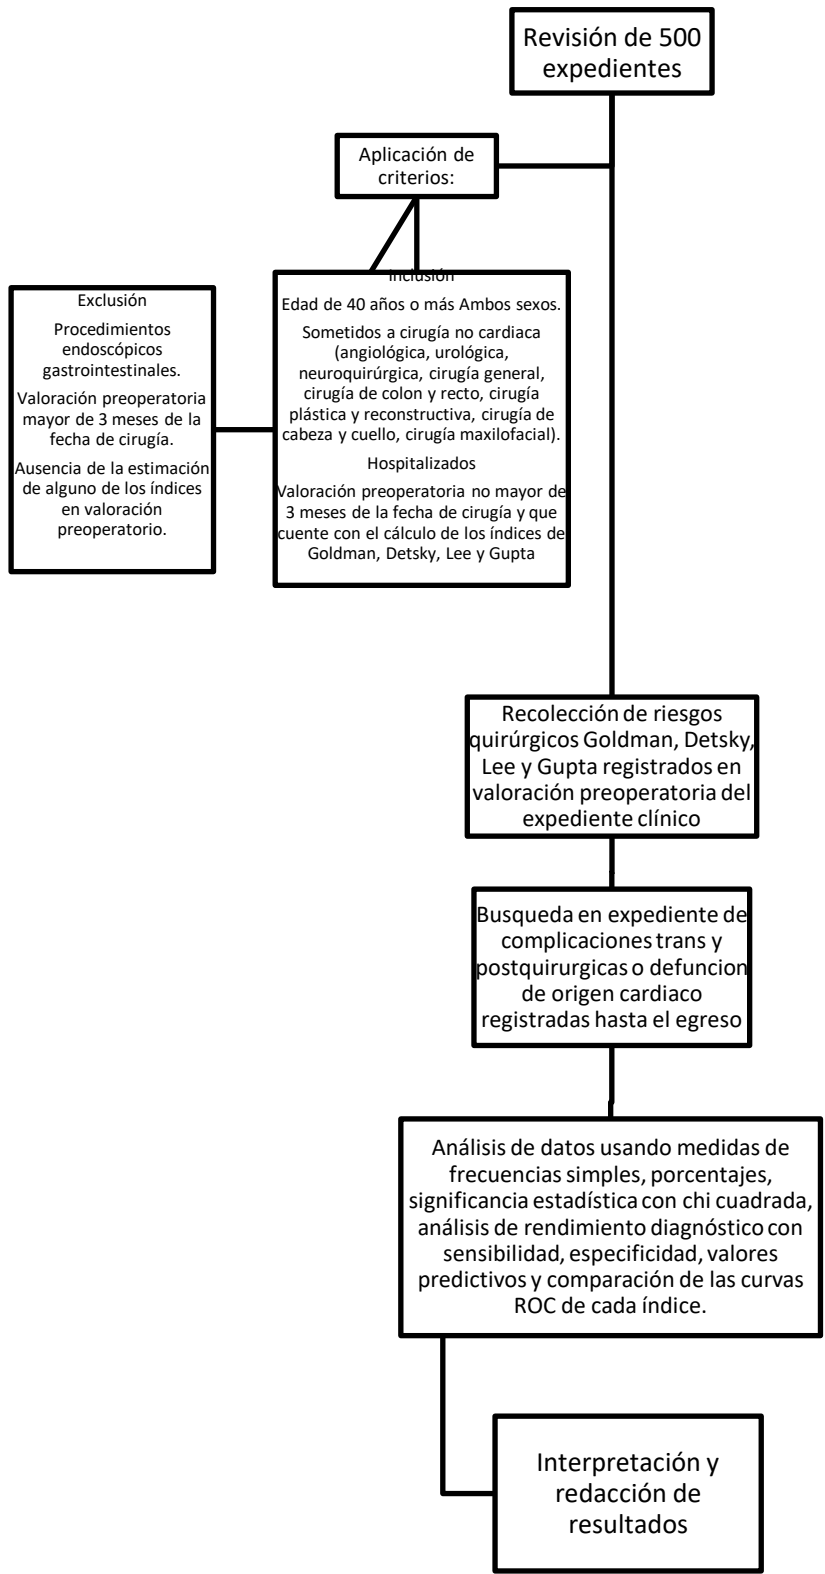 Revisión de 500
expedientes
Aplicación de
criterios:
Inclusión
Edad de 40 años o más Ambos sexos.
Sometidos a cirugía no cardiaca
(angiológica, urológica,
neuroquirúrgica, cirugía general,
cirugía de colon y recto, cirugía
plástica y reconstructiva, cirugía de
cabeza y cuello, cirugía maxilofacial).
Hospitalizados
Valoración preoperatoria no mayor de
3 meses de la fecha de cirugía y que
cuente con el cálculo de los índices de
Goldman, Detsky, Lee y Gupta
Exclusión
Procedimientos
endoscópicos
gastrointestinales.
Valoración preoperatoria
mayor de 3 meses de la
fecha de cirugía.
Ausencia de la estimación
de alguno de los índices
en valoración
preoperatorio.
Recolección de riesgos
quirúrgicos Goldman, Detsky,
Lee y Gupta registrados en
valoración preoperatoria del
expediente clínico
Busqueda en expediente de
complicaciones trans y
postquirurgicas o defuncion
de origen cardiaco
registradas hasta el egreso
Análisis de datos usando medidas de
frecuencias simples, porcentajes,
significancia estadística con chi cuadrada,
análisis de rendimiento diagnóstico con
sensibilidad, especificidad, valores
predictivos y comparación de las curvas
ROC de cada índice.
Interpretación y
redacción de
resultados